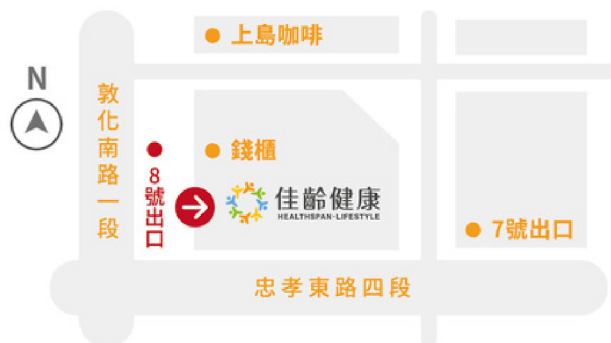 上島咖啡
N
敦化南路一段
錢櫃
8號出口
佳齡健康
HEALTHSPAN·LIFESTYLE
7號出口
忠孝東路四段